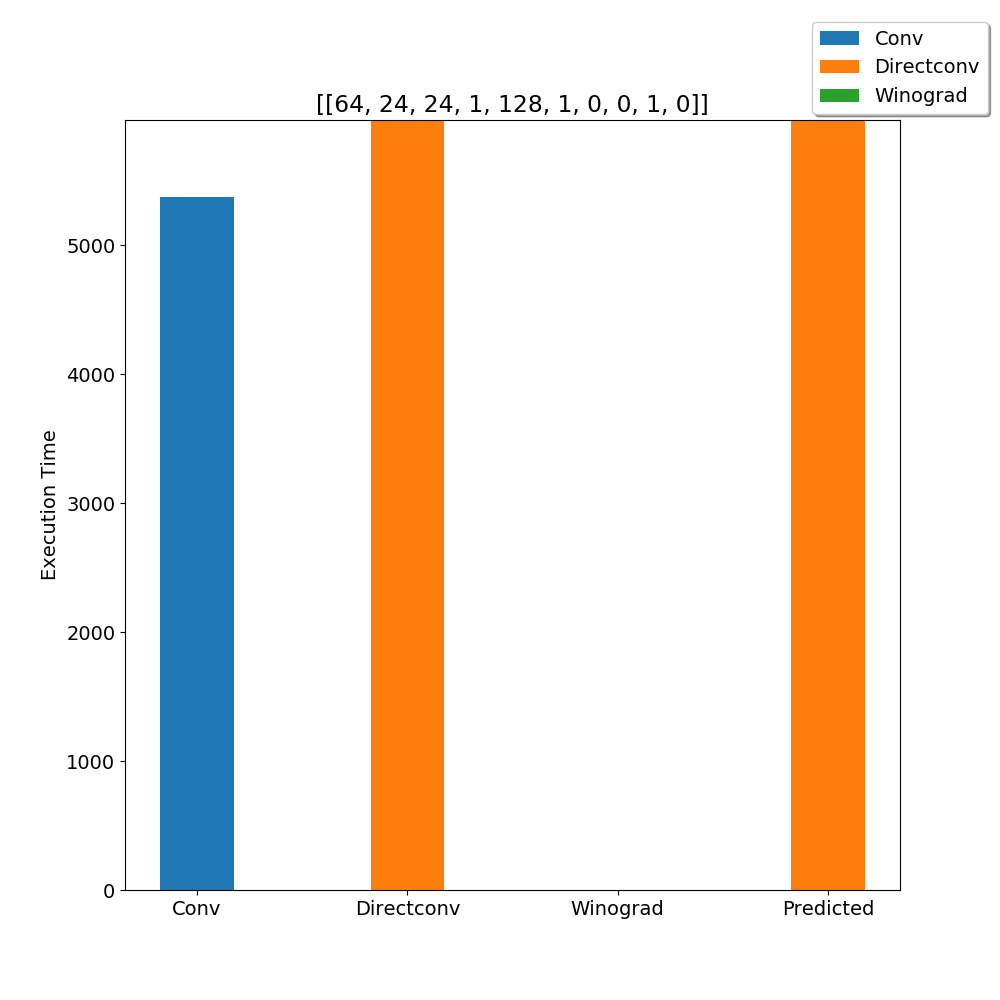 Conv
Directconv
Winograd
[[64, 24, 24, 1, 128, 1, 0, 0, 1, 0]]
Execution Time
5000
4000
3000
2000
1000
0
Conv Directconv Winograd Predicted